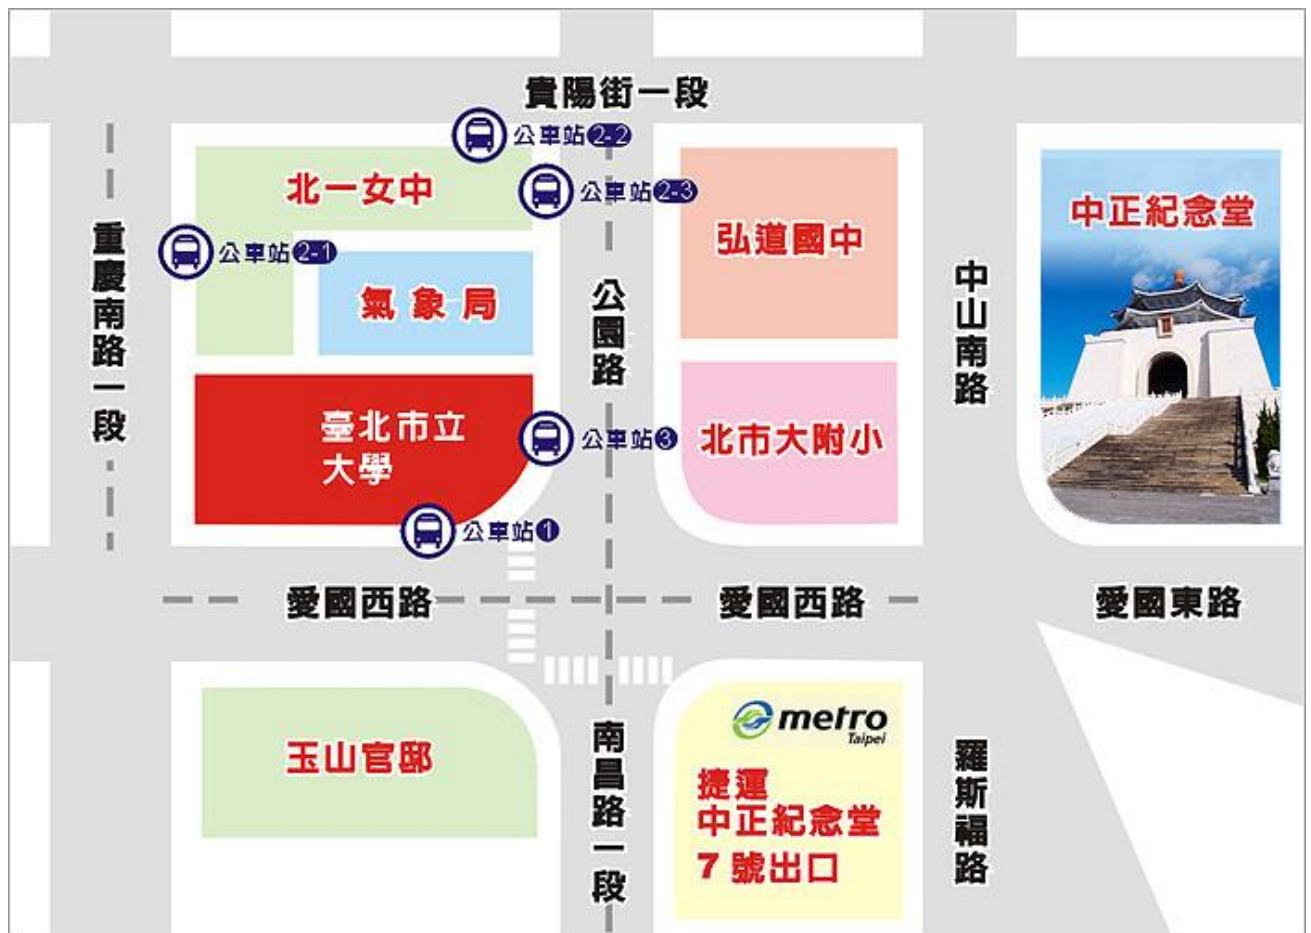 貴陽街一段
公車站2-2
北一女中
公車站2-3
弘道國中
中正紀念堂
重慶南路一段
公車站2-1
氣象局
公園路
中山南路
臺北市立
大學
公車站3
北市大附小
公車站1
愛國西路
愛國西路
愛國東路
玉山官邸
南昌路一段
metro
Taipei
捷運
中正紀念堂
7號出口
羅斯福路